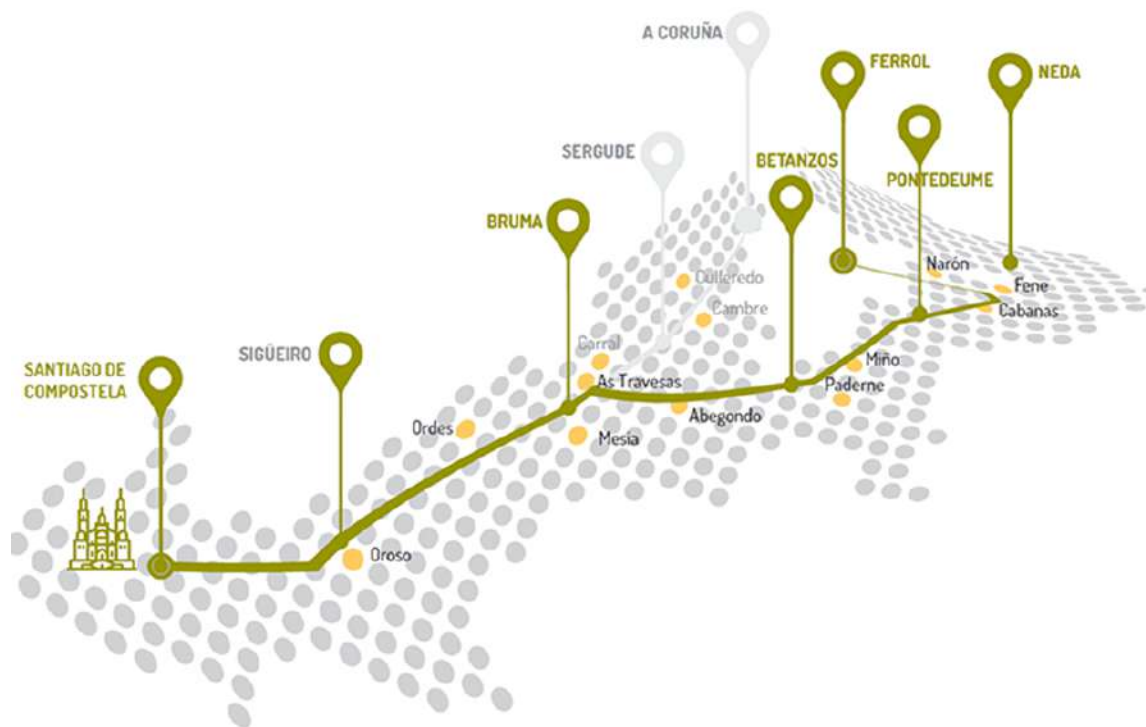 A CORUÑA
FERROL
NEDA
SERGUDE
BETANZOS
PONTEDEUME
BRUMA
Narón
Culleredo
Fene
Cabanas
Cambre
SIGÜEIRO
Carral
Miño
SANTIAGO DE
COMPOSTELA
As Travesas
Paderne
Abegondo
Ordes
Mesía
Oroso